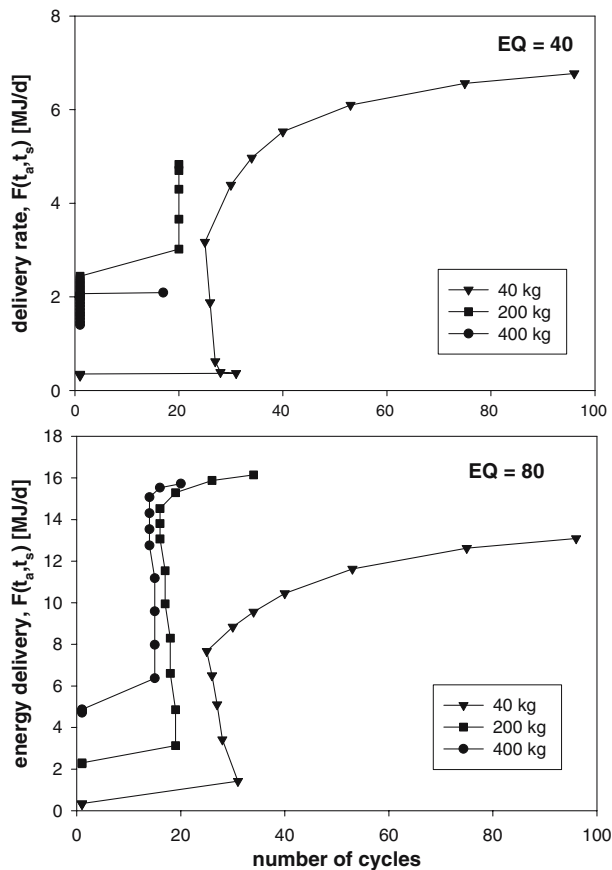 EQ = 40
delivery rate, F(tₐ,tₛ) [MJ/d]
8
6
4
2
0
40 kg
200 kg
400 kg
0 20 40 60 80 100
EQ = 80
energy delivery, F(tₐ,tₛ) [MJ/d]
18
16
14
12
10
8
6
4
2
0
40 kg
200 kg
400 kg
0 20 40 60 80 100
number of cycles